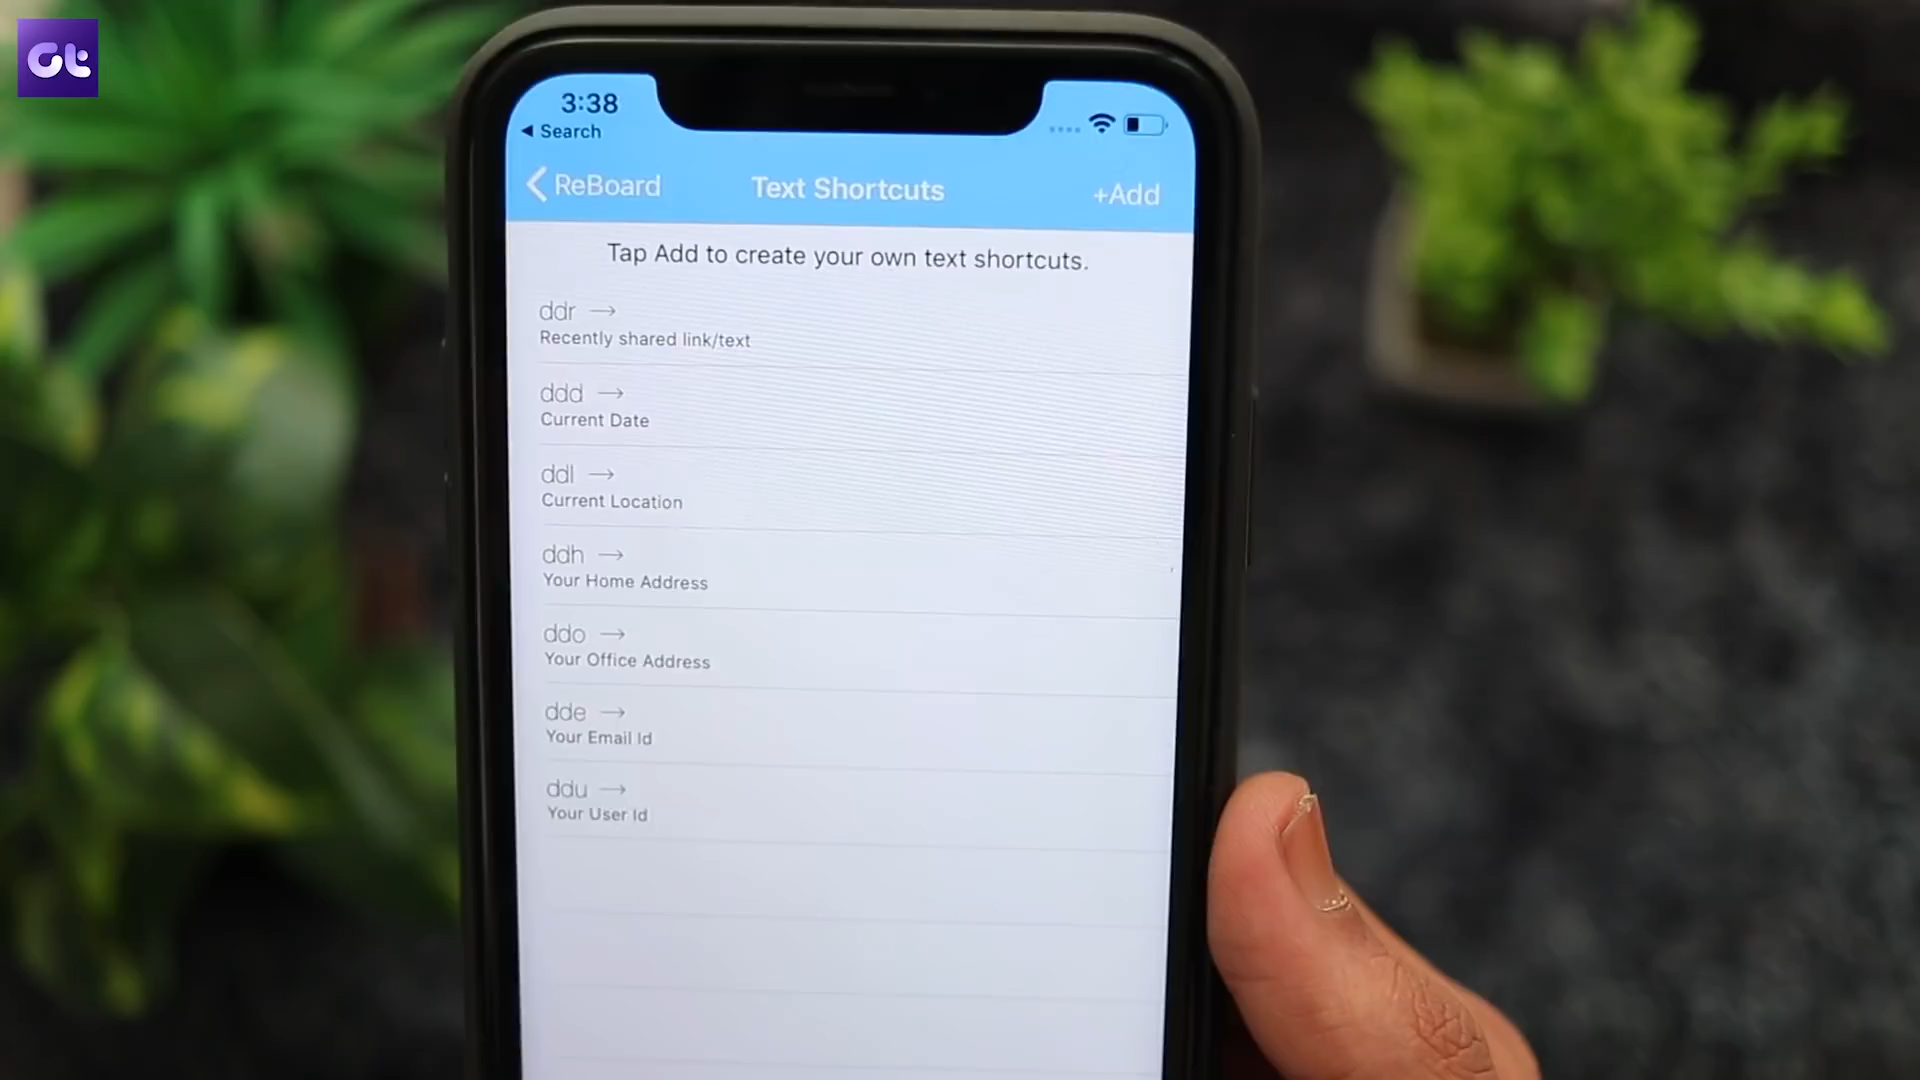 Gt
3:38
◀ Search
ReBoard
Text Shortcuts
+Add
Tap Add to create your own text shortcuts.
ddr →
Recently shared link/text
ddd →
Current Date
ddl →
Current Location
ddh →
Your Home Address
ddo →
Your Office Address
dde →
Your Email Id
ddu →
Your User Id